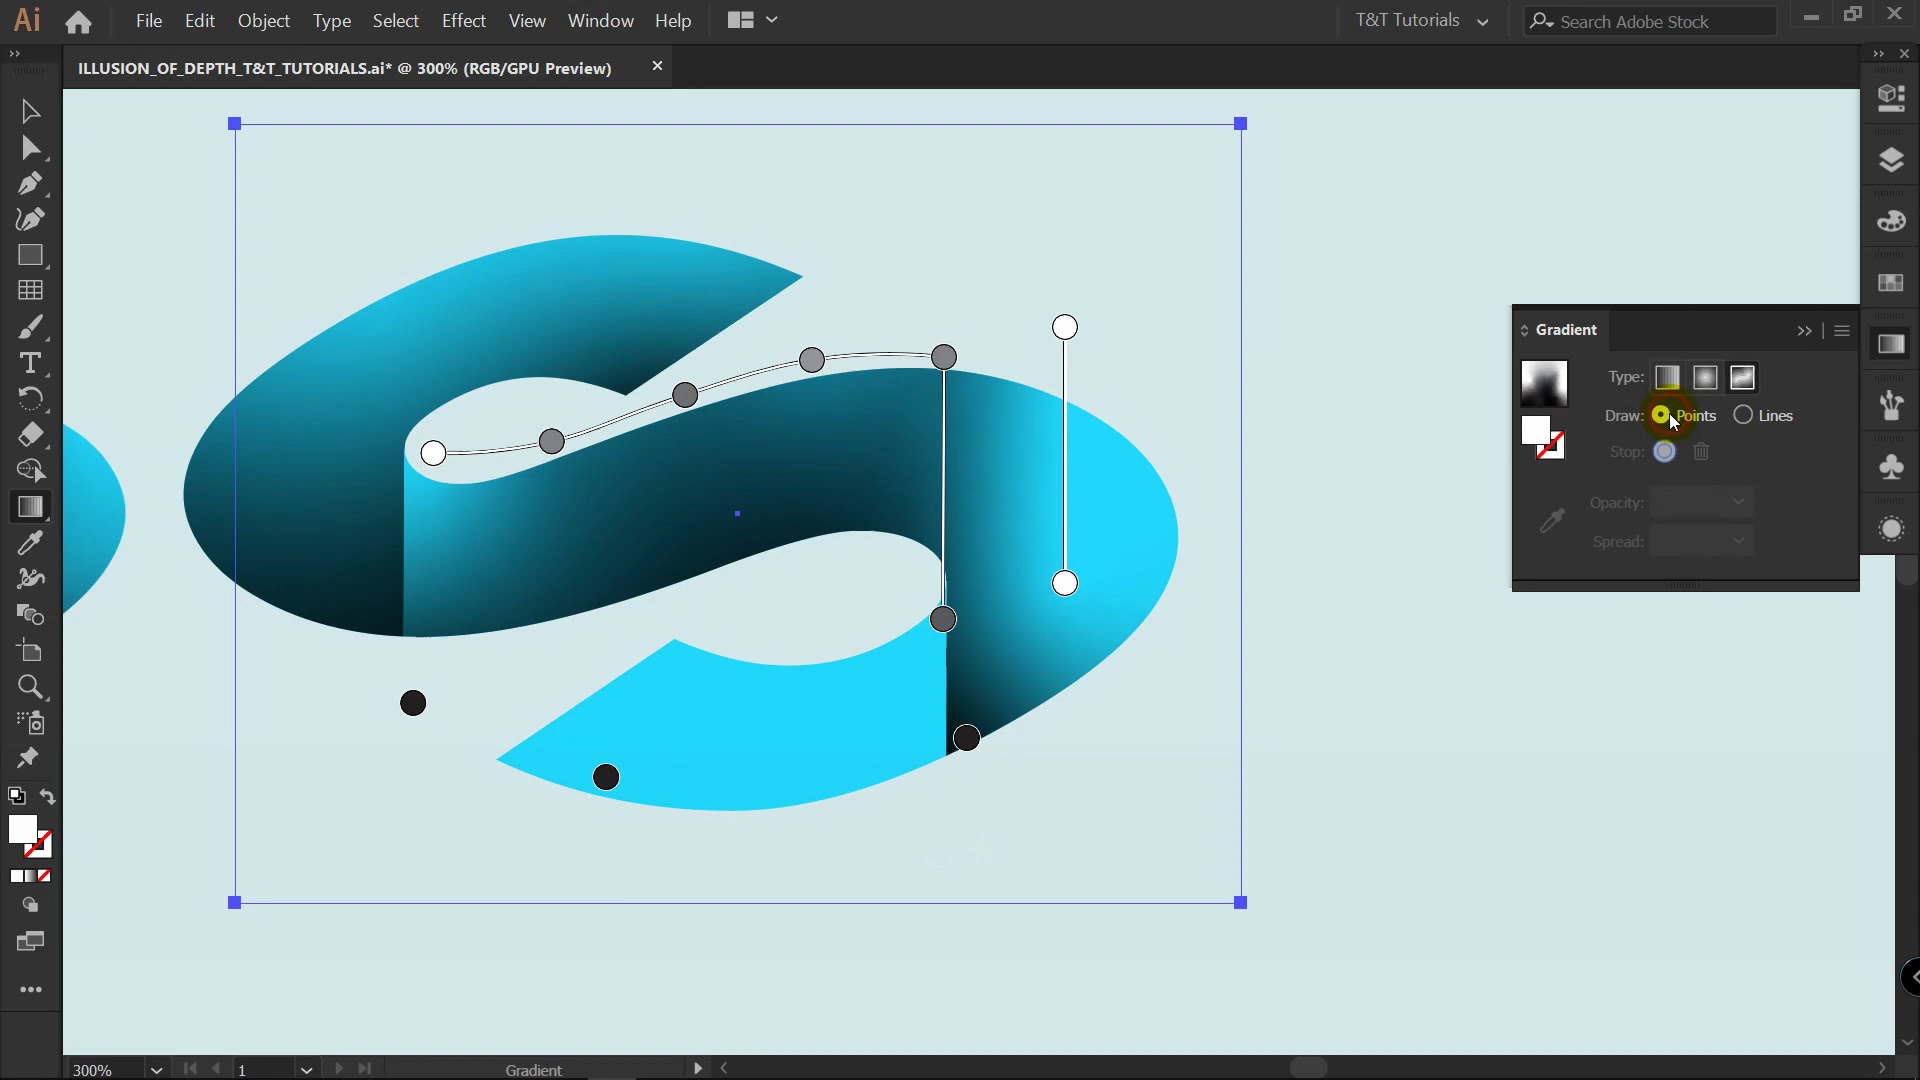 Ai File Edit Object Type Select Effect View Window Help T&T Tutorials Search Adobe Stock
ILLUSION_OF_DEPTH_T&T_TUTORIALS.ai* @ 300% (RGB/GPU Preview)
Gradient
Type:
Draw: Points Lines
Stop:
Opacity:
Spread:
300% 1 Gradient